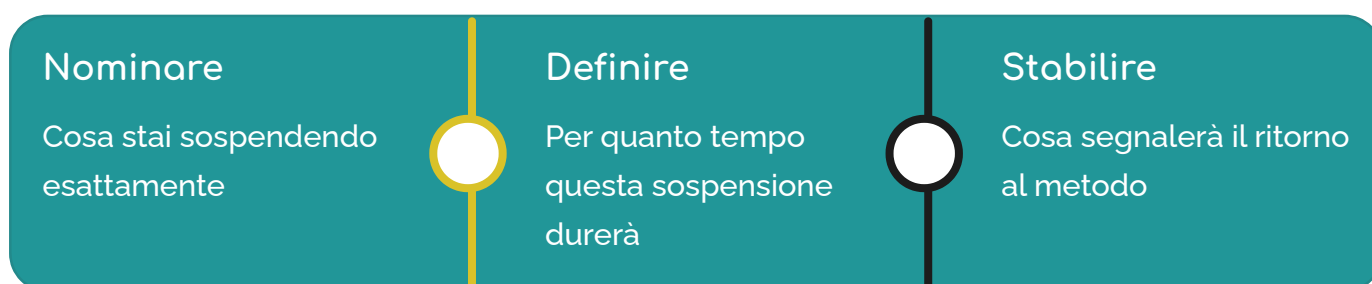 Nominare
Cosa stai sospendendo
esattamente
Definire
Per quanto tempo
questa sospensione
durerà
Stabilire
Cosa segnalerà il ritorno
al metodo